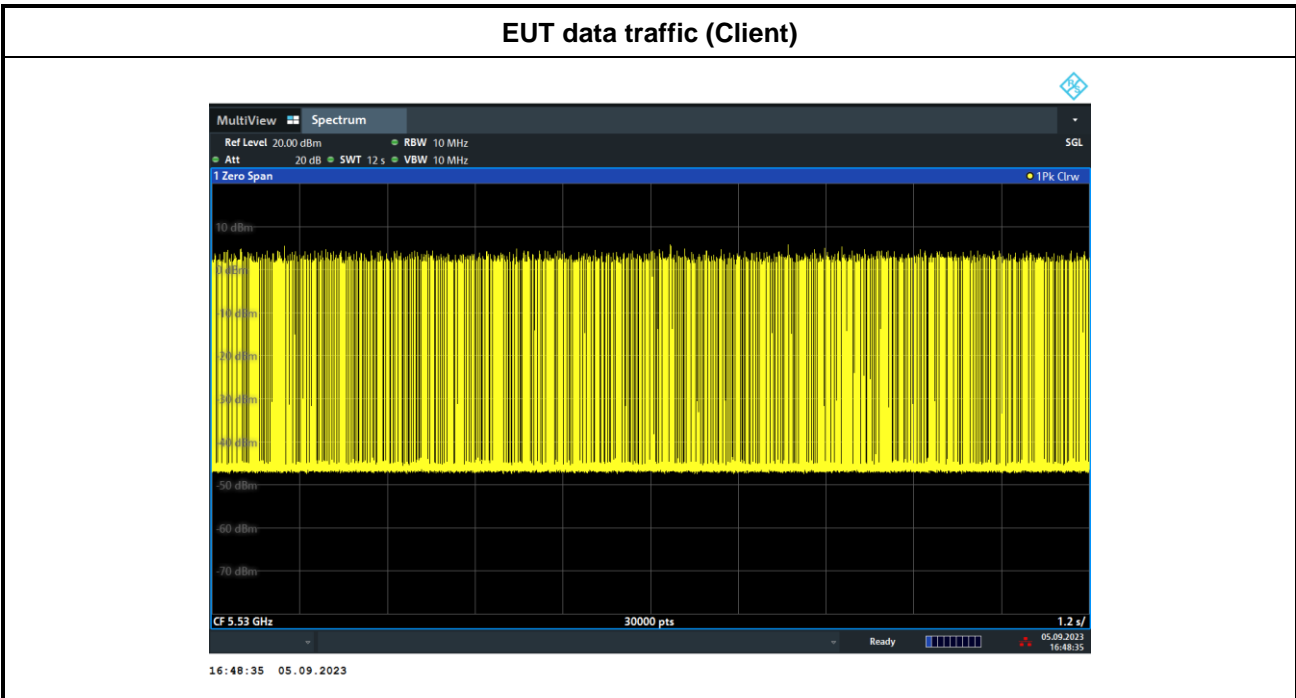 EUT data traffic (Client)
R&S
MultiView Spectrum
Ref Level 20.00 dBm RBW 10 MHz SGL
Att 20 dB SWT 12 s VBW 10 MHz
1 Zero Span 1Pk Clrw
10 dBm
0 dBm
-10 dBm
-20 dBm
-30 dBm
-40 dBm
-50 dBm
-60 dBm
-70 dBm
CF 5.53 GHz 30000 pts 1.2 s/
Ready 05.09.2023
16:48:35
16:48:35 05.09.2023